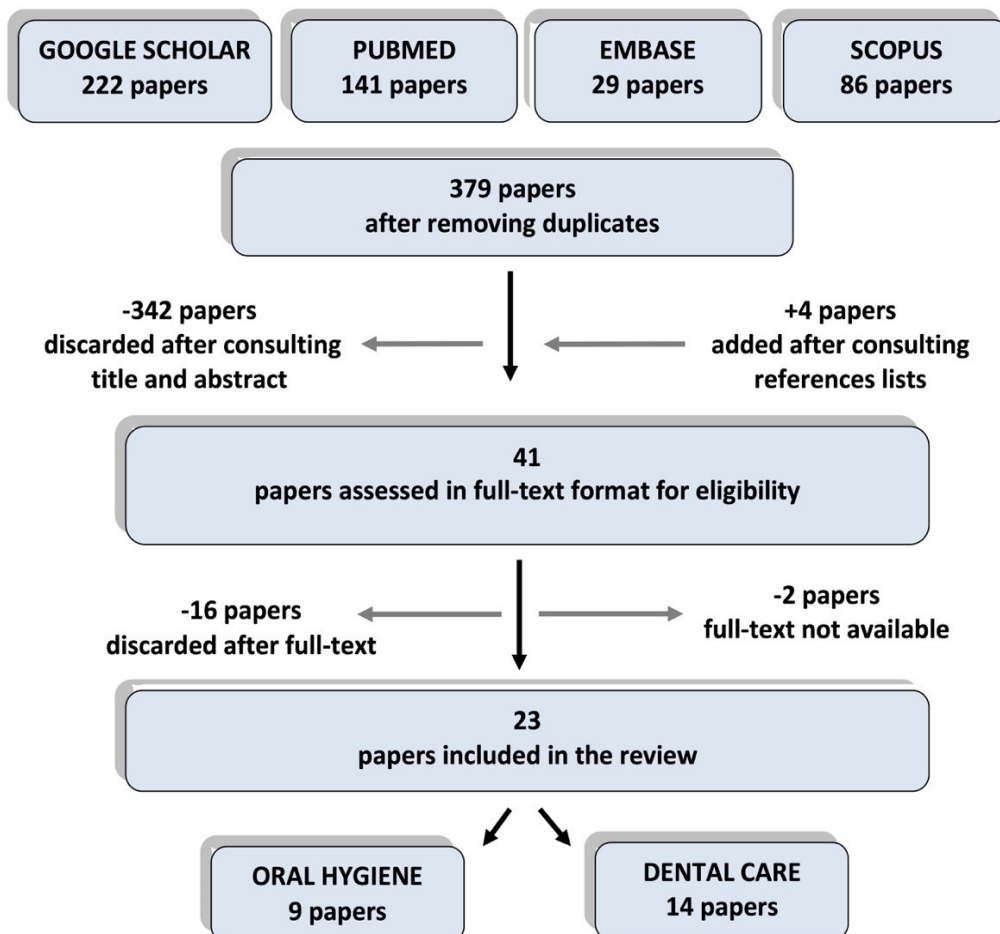 GOOGLE SCHOLAR
222 papers
PUBMED
141 papers
EMBASE
29 papers
SCOPUS
86 papers
379 papers
after removing duplicates
-342 papers
discarded after consulting
title and abstract
+4 papers
added after consulting
references lists
41
papers assessed in full-text format for eligibility
-16 papers
discarded after full-text
-2 papers
full-text not available
23
papers included in the review
ORAL HYGIENE
9 papers
DENTAL CARE
14 papers